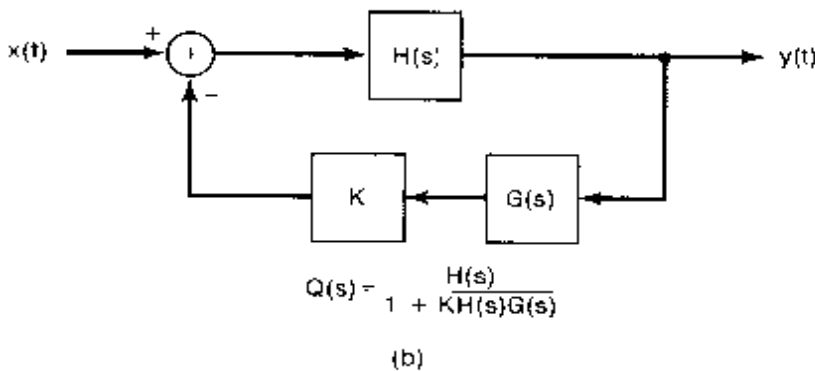 x(t)
+
+
−
H(s)
y(t)
K
G(s)
Q(s) = H(s)
1 + KH(s)G(s)
(b)